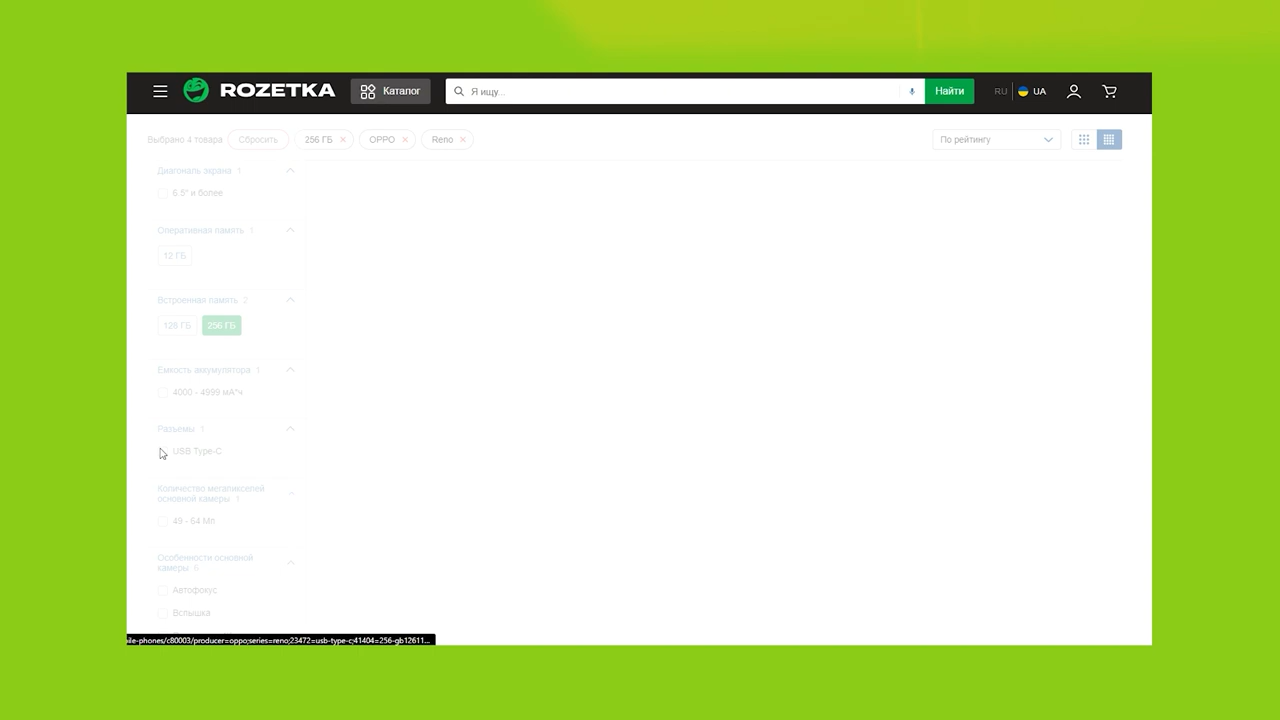 ROZETKA
Каталог
Я ищу...
Найти
RU
UA
Выбрано 4 товара
Сбросить
256 ГБ
OPPO
Reno
По рейтингу
Диагональ экрана 1
6.5" и более
Оперативная память 1
12 ГБ
Встроенная память 2
128 ГБ
256 ГБ
Емкость аккумулятора 1
4000 - 4999 мА*ч
Разъемы 1
USB Type-C
Количество мегапикселей
основной камеры 1
49 - 64 Мп
Особенности основной
камеры 6
Автофокус
Вспышка
ile-phones/c80003/producer=oppo;series=reno;23472=usb-type-c;41404=256-gb12611...